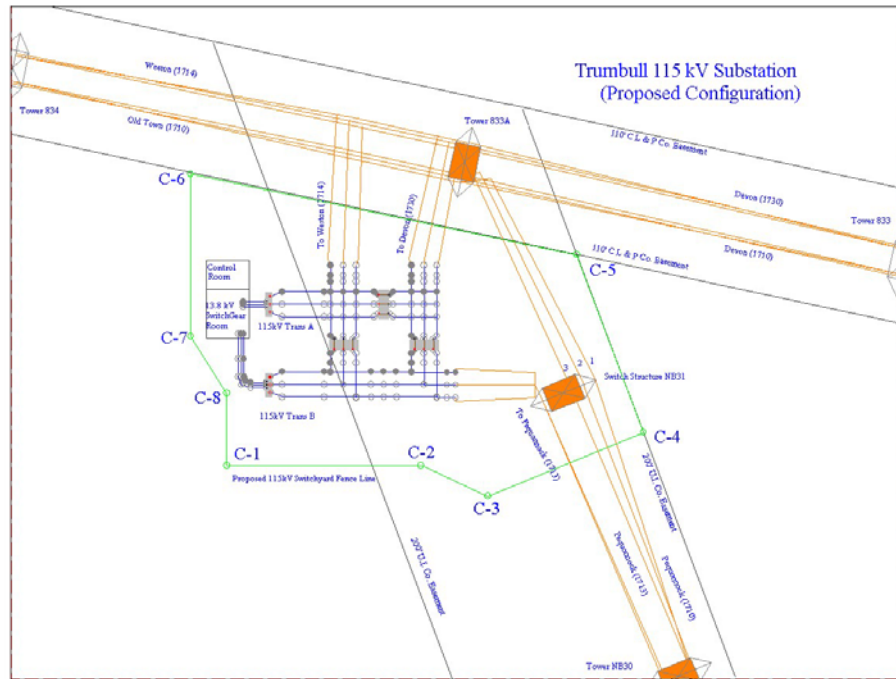 Trumbull 115 kV Substation
(Proposed Configuration)
Weston (1714)
Tower 834
Old Town (1710)
Tower 833A
110' C L & P Co. Easement
C-6
To Weston (1714)
To Devon (1730)
Devon (1730)
Tower 833
Devon (1710)
110' C L & P Co. Easement
C-5
Control
Room
13.8 kV
SwitchGear
Room
115kV Trans A
C-7
3 2 1
Switch Structure NB31
C-8
115kV Trans B
To Pequonnock (1713)
C-4
C-1
C-2
Proposed 115kV Switchyard Fence Line
C-3
200' U.I. Co. Easement
200' U.I. Co. Easement
Pequonnock (1713)
Pequonnock (1710)
Tower NB30